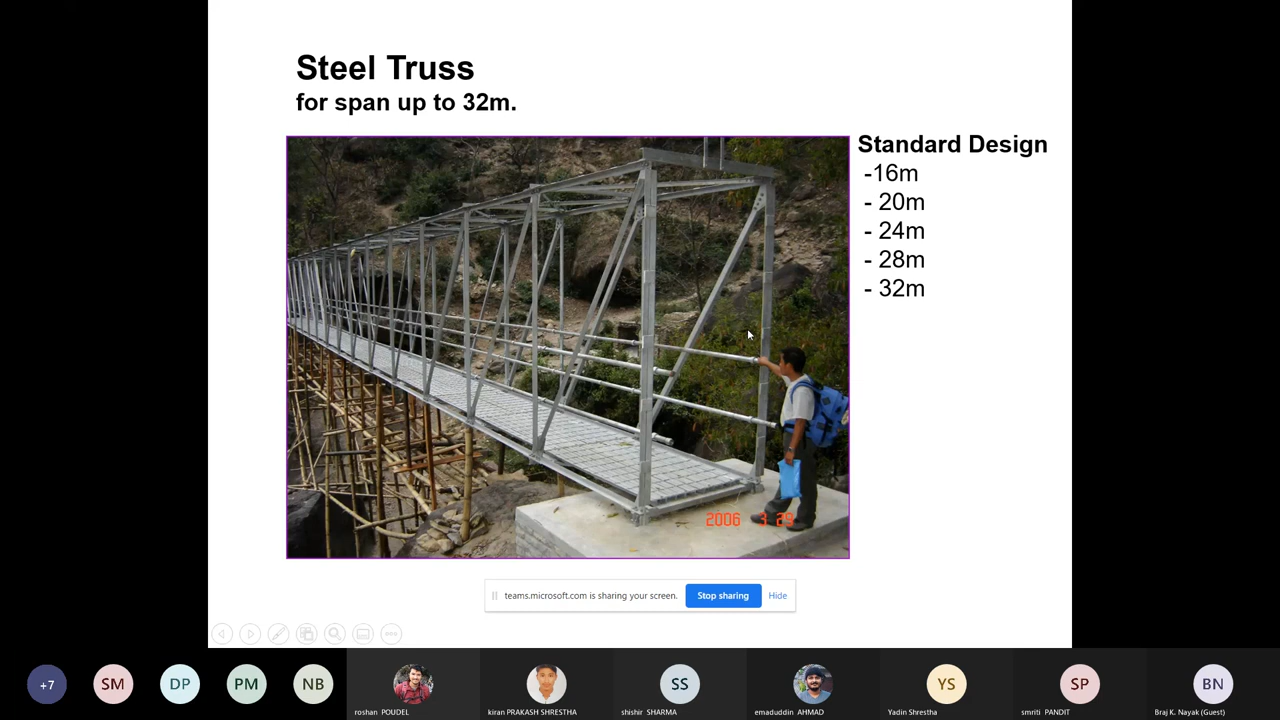 Steel Truss
for span up to 32m.
Standard Design
-16m
- 20m
- 24m
- 28m
- 32m
2006 3 29
teams.microsoft.com is sharing your screen.
Stop sharing
Hide
+7
SM
DP
PM
NB
SS
YS
SP
BN
roshan POUDEL
kiran PRAKASH SHRESTHA
shishir SHARMA
emaduddin AHMAD
Yadin Shrestha
smriti PANDIT
Braj K. Nayak (Guest)